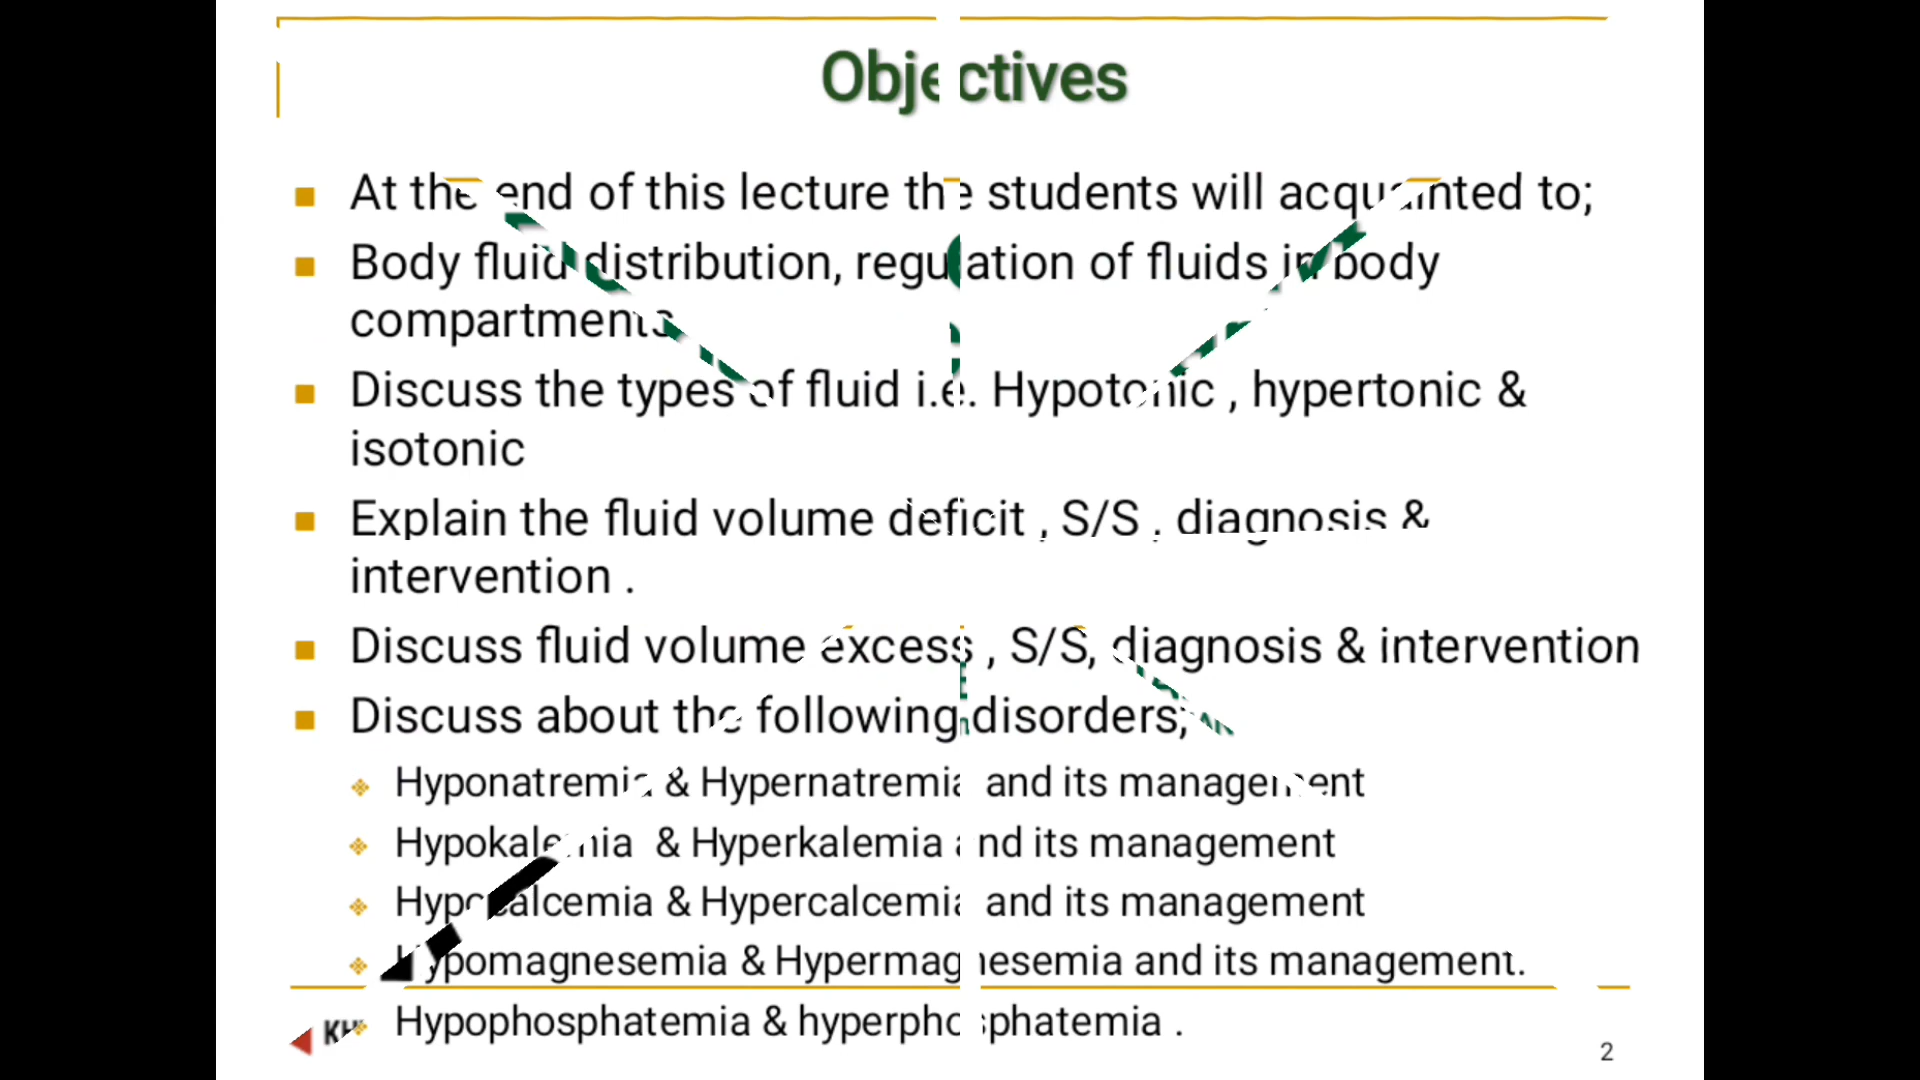 Objectives
At the end of this lecture the students will acquainted to;
Body fluid distribution, regulation of fluids in body
compartments
Discuss the types of fluid i.e. Hypotonic , hypertonic &
isotonic
Explain the fluid volume deficit , S/S , diagnosis &
intervention .
Discuss fluid volume excess , S/S, diagnosis & intervention
Discuss about the following disorders;
Hyponatremia & Hypernatremia and its management
Hypokalemia & Hyperkalemia and its management
Hypocalcemia & Hypercalcemia and its management
Hypomagnesemia & Hypermagnesemia and its management.
Hypophosphatemia & hyperphosphatemia .
2